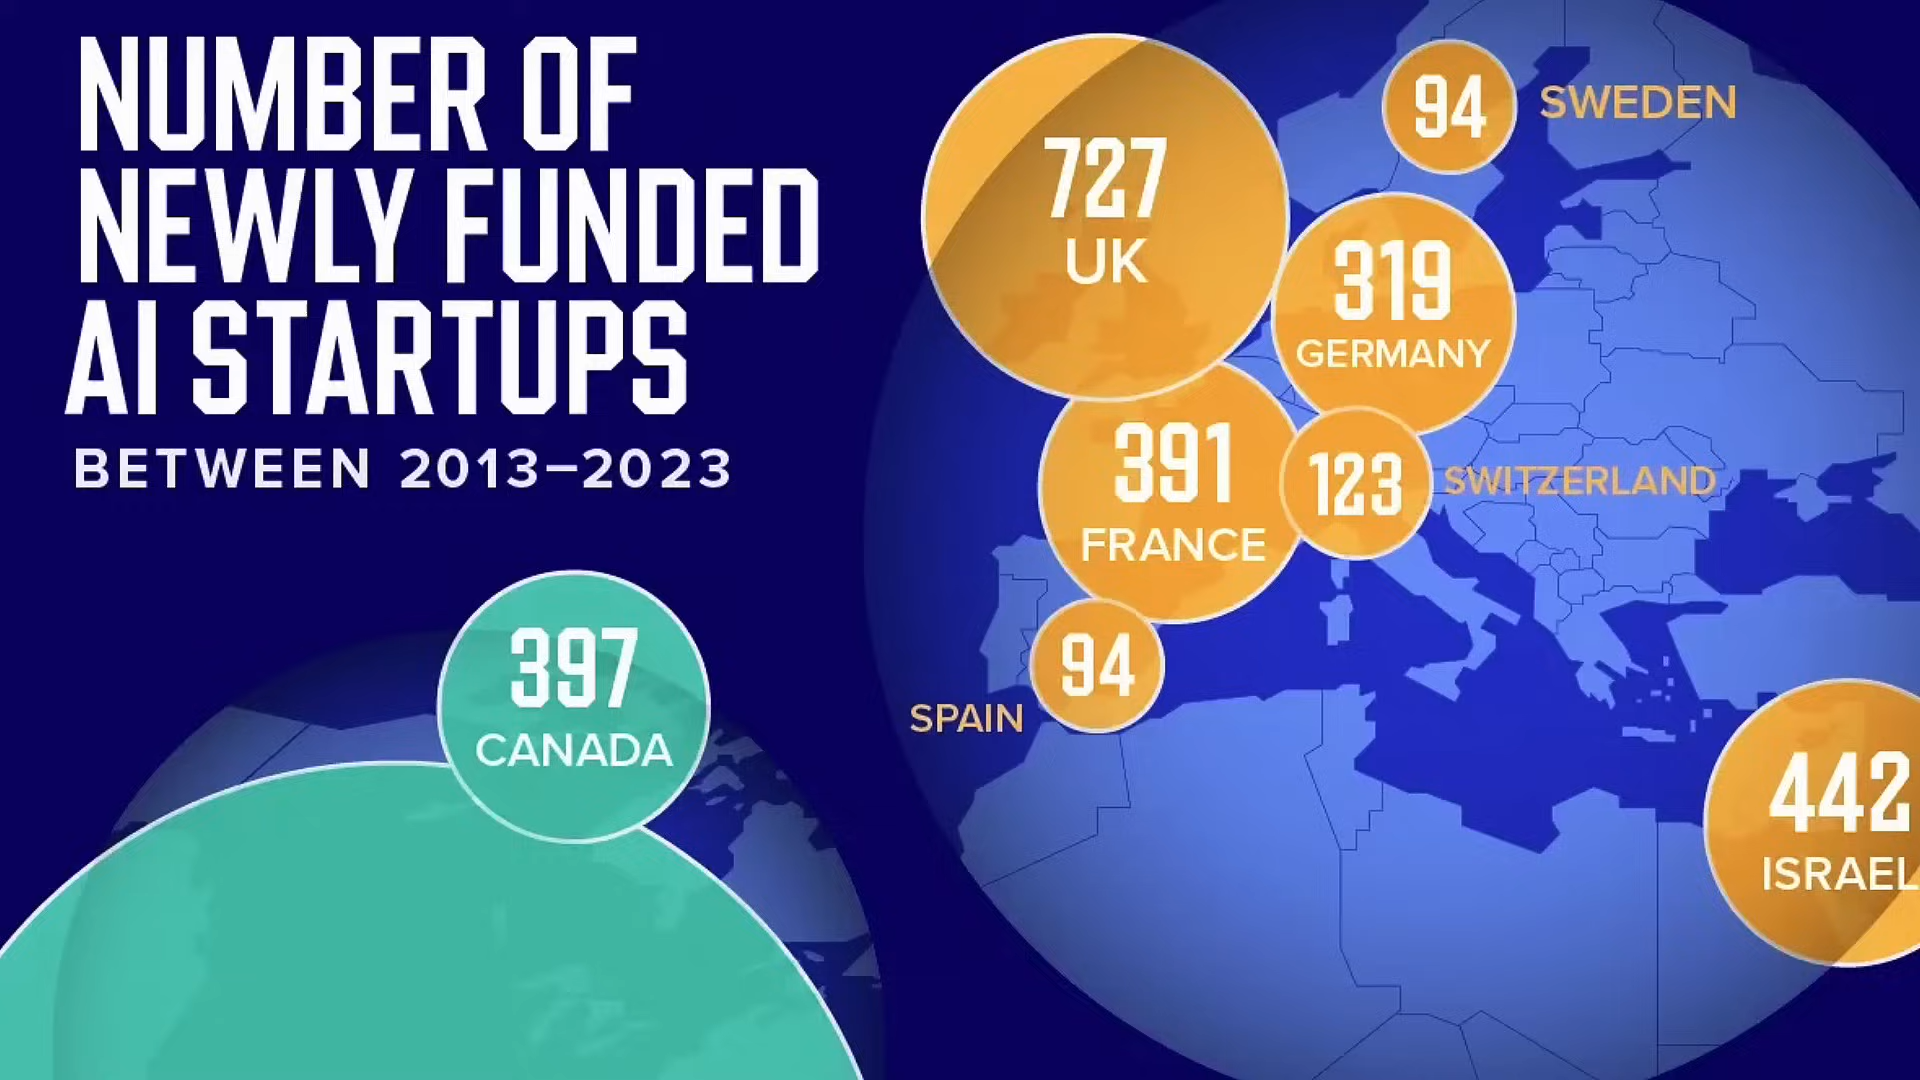 NUMBER OF
NEWLY FUNDED
AI STARTUPS
BETWEEN 2013–2023
727
UK
94
SWEDEN
319
GERMANY
391
FRANCE
123
SWITZERLAND
94
SPAIN
397
CANADA
442
ISRAEL